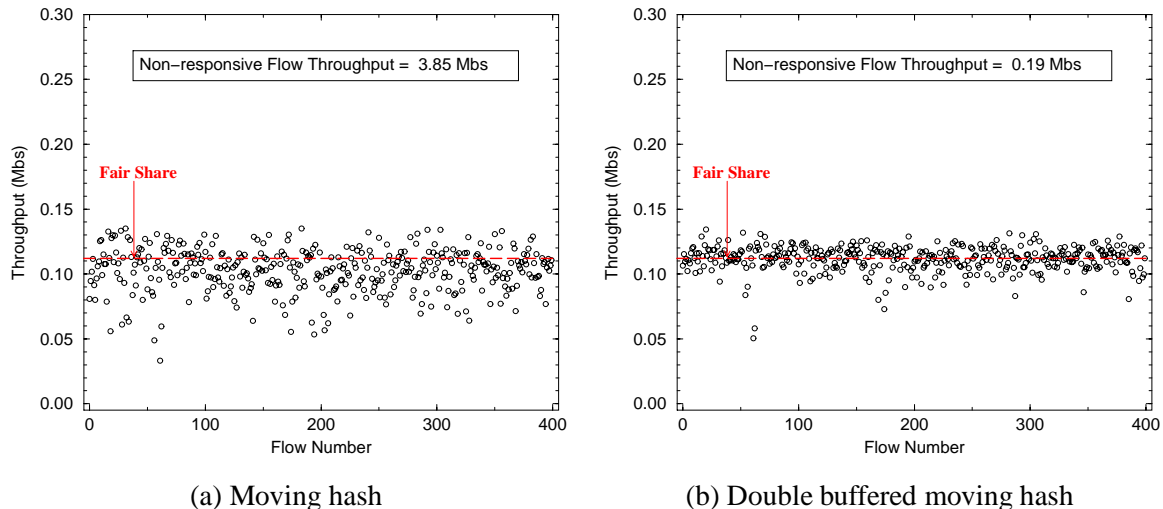 0.30
Non−responsive Flow Throughput = 3.85 Mbs
0.20
Fair Share
0.10
0.05
0.00
0.15
0.25
Throughput (Mbs)
0 100 200 300 400
Flow Number
(a) Moving hash
0.30
0.25
Non−responsive Flow Throughput = 0.19 Mbs
0.20
Fair Share
0.15
0.10
0.05
0.00
Throughput (Mbs)
0 100 200 300 400
Flow Number
(b) Double buffered moving hash